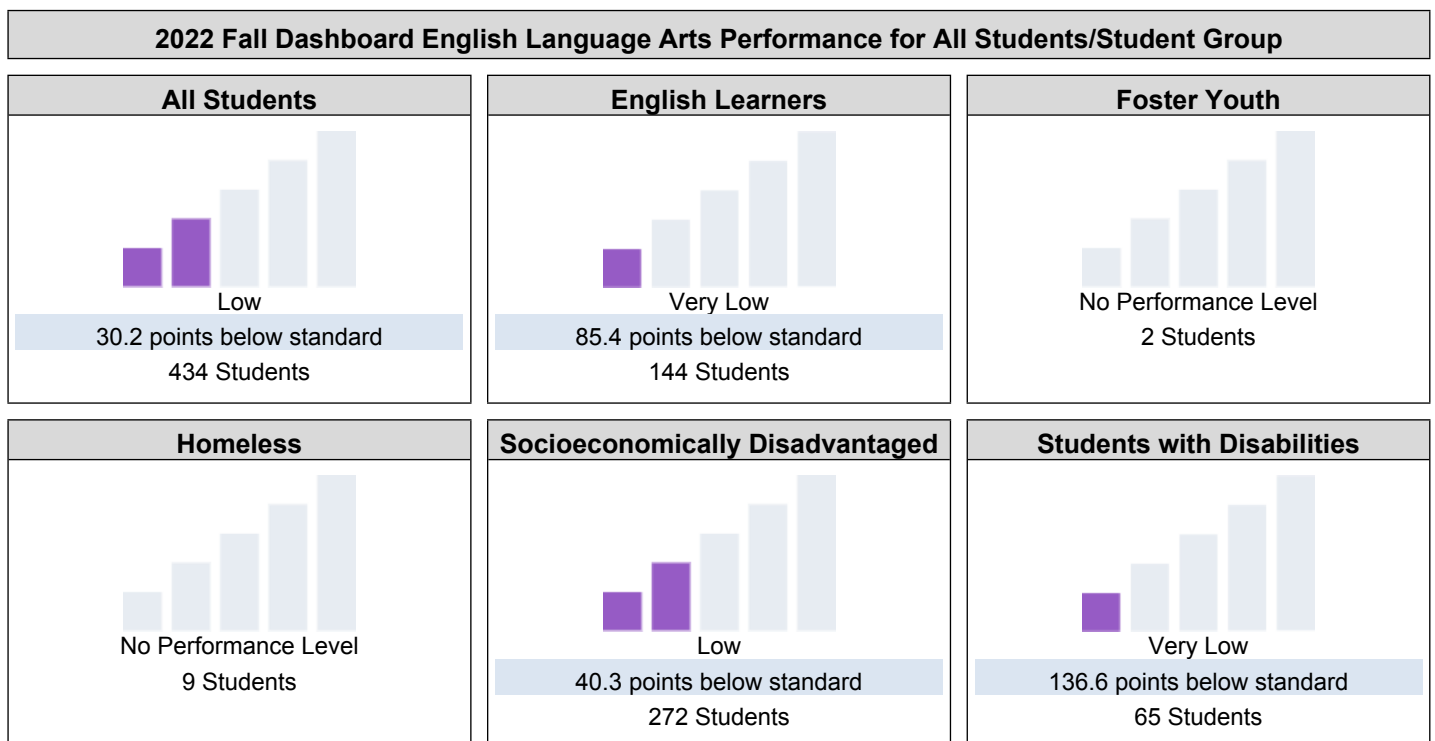 2022 Fall Dashboard English Language Arts Performance for All Students/Student Group
All Students
Low
30.2 points below standard
434 Students
English Learners
Very Low
85.4 points below standard
144 Students
Foster Youth
No Performance Level
2 Students
Homeless
No Performance Level
9 Students
Socioeconomically Disadvantaged
Low
40.3 points below standard
272 Students
Students with Disabilities
Very Low
136.6 points below standard
65 Students